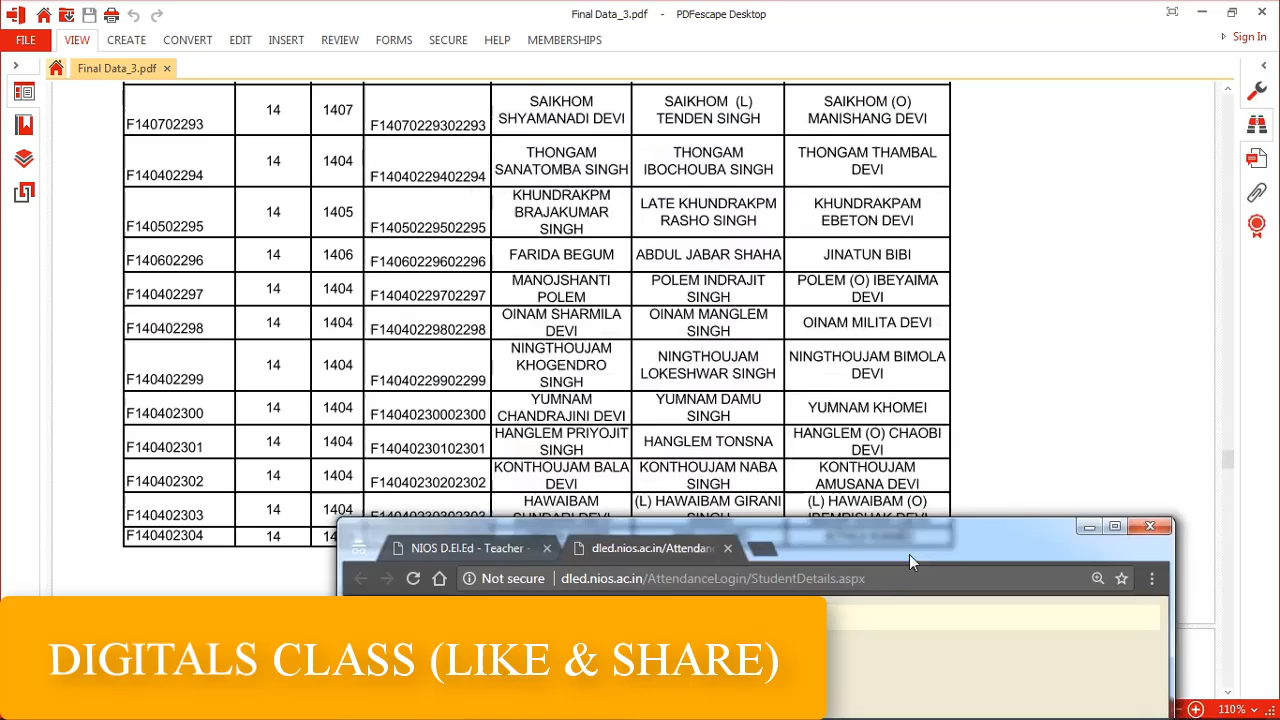 Final Data_3.pdf - PDFescape Desktop
FILE VIEW CREATE CONVERT EDIT INSERT REVIEW FORMS SECURE HELP MEMBERSHIPS Sign In
Final Data_3.pdf
F140702293 14 1407 F14070229302293 SAIKHOM SHYAMANADI DEVI SAIKHOM (L) TENDEN SINGH SAIKHOM (O) MANISHANG DEVI
F140402294 14 1404 F14040229402294 THONGAM SANATOMBA SINGH THONGAM IBOCHOUBA SINGH THONGAM THAMBAL DEVI
F140502295 14 1405 F14050229502295 KHUNDRAKPM BRAJAKUMAR SINGH LATE KHUNDRAKPM RASHO SINGH KHUNDRAKPAM EBETON DEVI
F140602296 14 1406 F14060229602296 FARIDA BEGUM ABDUL JABAR SHAHA JINATUN BIBI
F140402297 14 1404 F14040229702297 MANOJSHANTI POLEM POLEM INDRAJIT SINGH POLEM (O) IBEYAIMA DEVI
F140402298 14 1404 F14040229802298 OINAM SHARMILA DEVI OINAM MANGLEM SINGH OINAM MILITA DEVI
F140402299 14 1404 F14040229902299 NINGTHOUJAM KHOGENDRO SINGH NINGTHOUJAM LOKESHWAR SINGH NINGTHOUJAM BIMOLA DEVI
F140402300 14 1404 F14040230002300 YUMNAM CHANDRAJINI DEVI YUMNAM DAMU SINGH YUMNAM KHOMEI
F140402301 14 1404 F14040230102301 HANGLEM PRIYOJIT SINGH HANGLEM TONSNA HANGLEM (O) CHAOBI DEVI
F140402302 14 1404 F14040230202302 KONTHOUJAM BALA DEVI KONTHOUJAM NABA SINGH KONTHOUJAM AMUSANA DEVI
F140402303 14 1404 HAWAIBAM (L) HAWAIBAM GIRANI (L) HAWAIBAM (O)
F140402304 14
NIOS D.El.Ed - Teacher - dled.nios.ac.in/Attendan
Not secure dled.nios.ac.in/AttendanceLogin/StudentDetails.aspx
DIGITALS CLASS (LIKE & SHARE)
110%